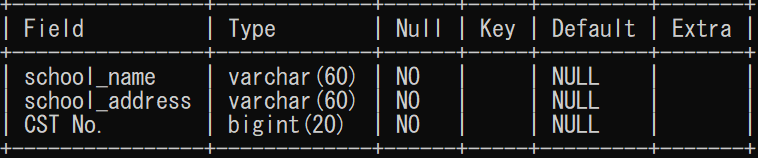 +----------------+-------------+------+-----+---------+-------+
| Field          | Type        | Null | Key | Default | Extra |
+----------------+-------------+------+-----+---------+-------+
| school_name    | varchar(60) | NO   |     | NULL    |       |
| school_address | varchar(60) | NO   |     | NULL    |       |
| CST No.        | bigint(20)  | NO   |     | NULL    |       |
+----------------+-------------+------+-----+---------+-------+